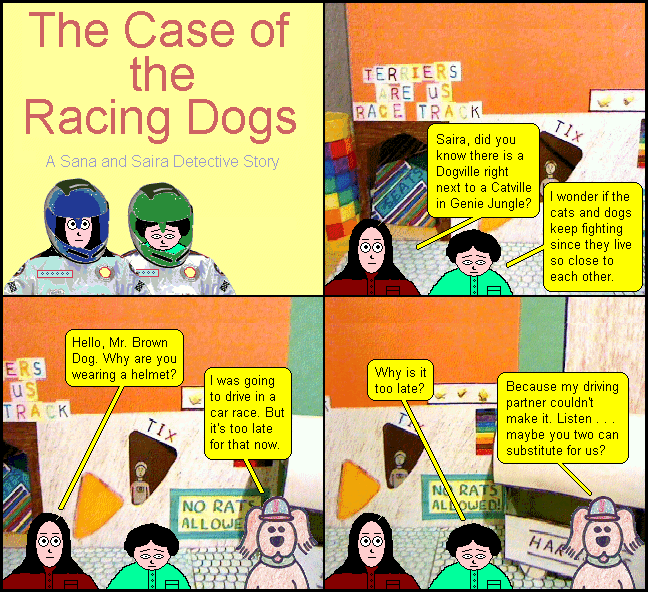 The Case of
the
Racing Dogs
A Sana and Saira Detective Story
TERRIERS
ARE US
RACE TRACK
TIX
Saira, did you
know there is a
Dogville right
next to a Catville
in Genie Jungle?
I wonder if the
cats and dogs
keep fighting
since they live
so close to
each other.
Hello, Mr. Brown
Dog. Why are you
wearing a helmet?
I was going
to drive in a
car race. But
it's too late
for that now.
ERS
US
TRACK
TIX
NO RATS
ALLOWE
Why is it
too late?
Because my driving
partner couldn't
make it. Listen . . .
maybe you two can
substitute for us?
NO RATS
ALLOWED!
HAR